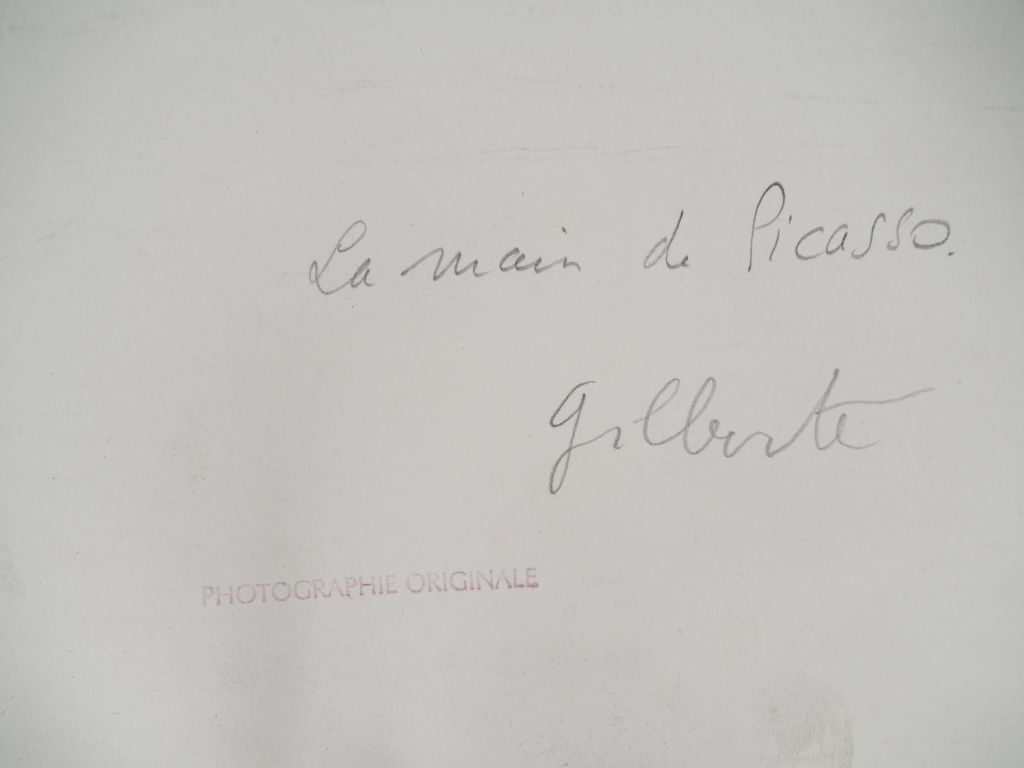 La main de Picasso.
Gilberte
PHOTOGRAPHIE ORIGINALE